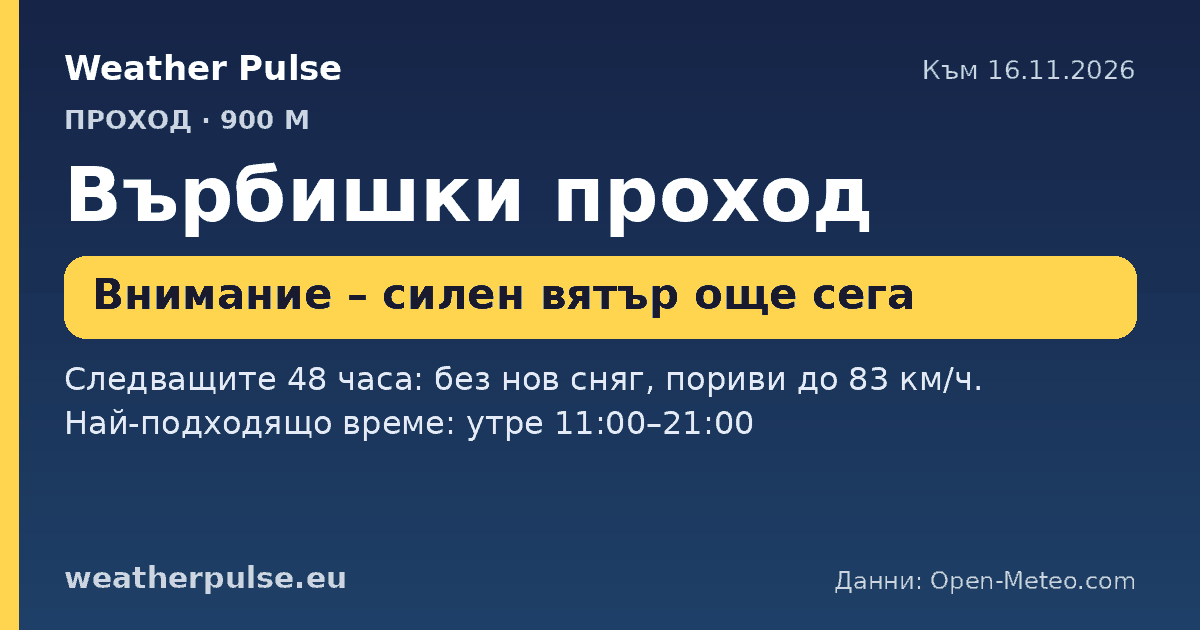 Weather Pulse
Към 16.11.2026
ПРОХОД · 900 М
Върбишки проход
Внимание – силен вятър още сега
Следващите 48 часа: без нов сняг, пориви до 83 км/ч.
Най-подходящо време: утре 11:00–21:00
weatherpulse.eu
Данни: Open-Meteo.com